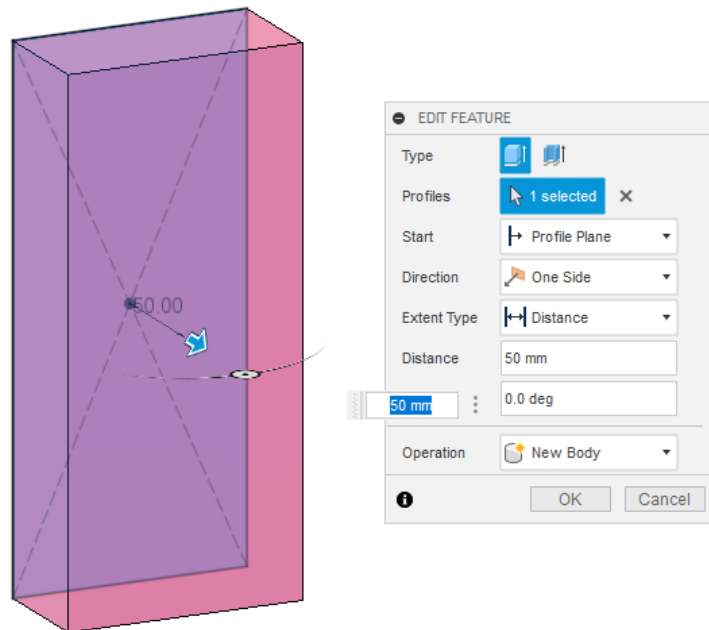 EDIT FEATURE
Type
Profiles 1 selected
Start Profile Plane
Direction One Side
Extent Type Distance
50.00
Distance 50 mm
50 mm 0.0 deg
Operation New Body
OK Cancel